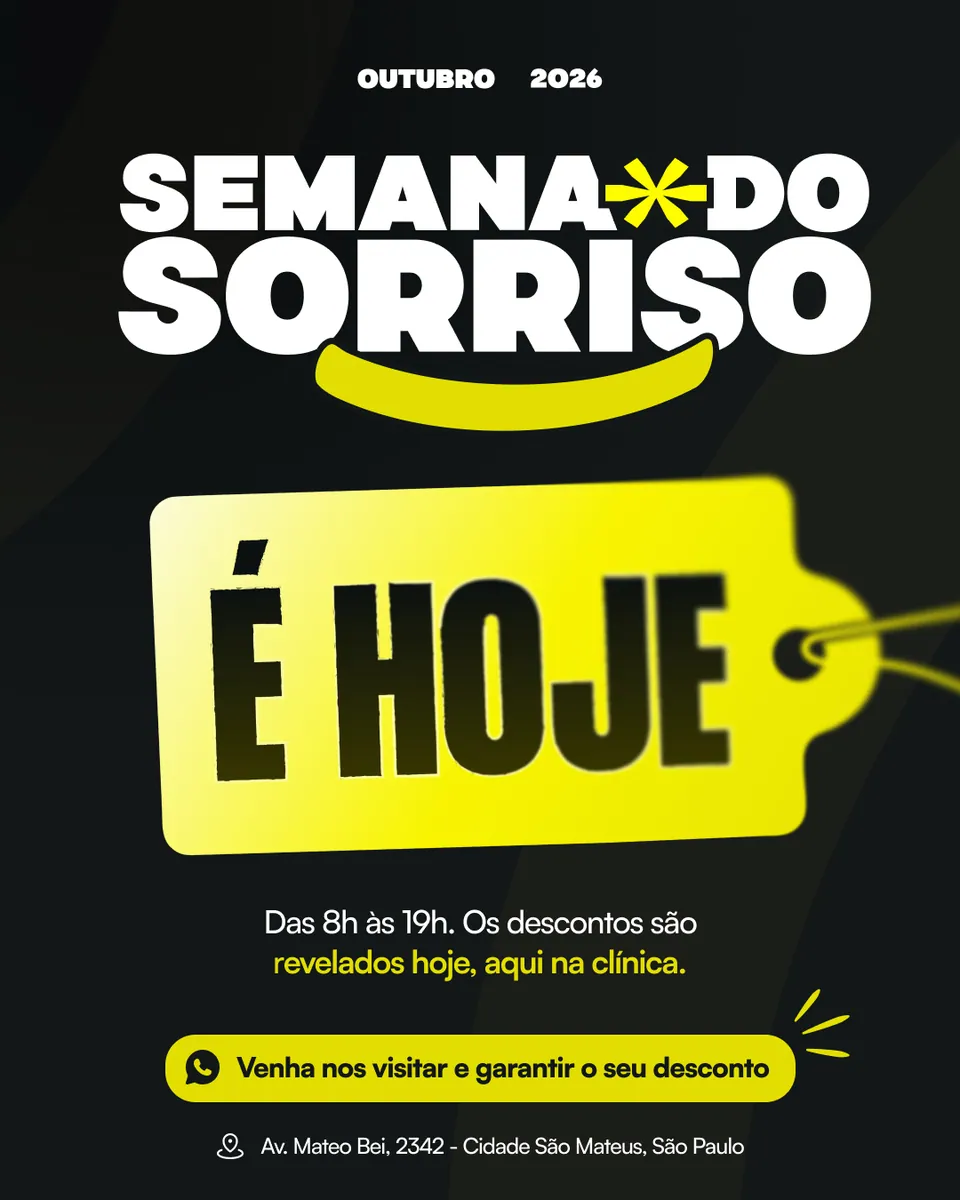 OUTUBRO 2026
SEMANA DO
SORRISO
É HOJE
Das 8h às 19h. Os descontos são
revelados hoje, aqui na clínica.
Venha nos visitar e garantir o seu desconto
Av. Mateo Bei, 2342 - Cidade São Mateus, São Paulo